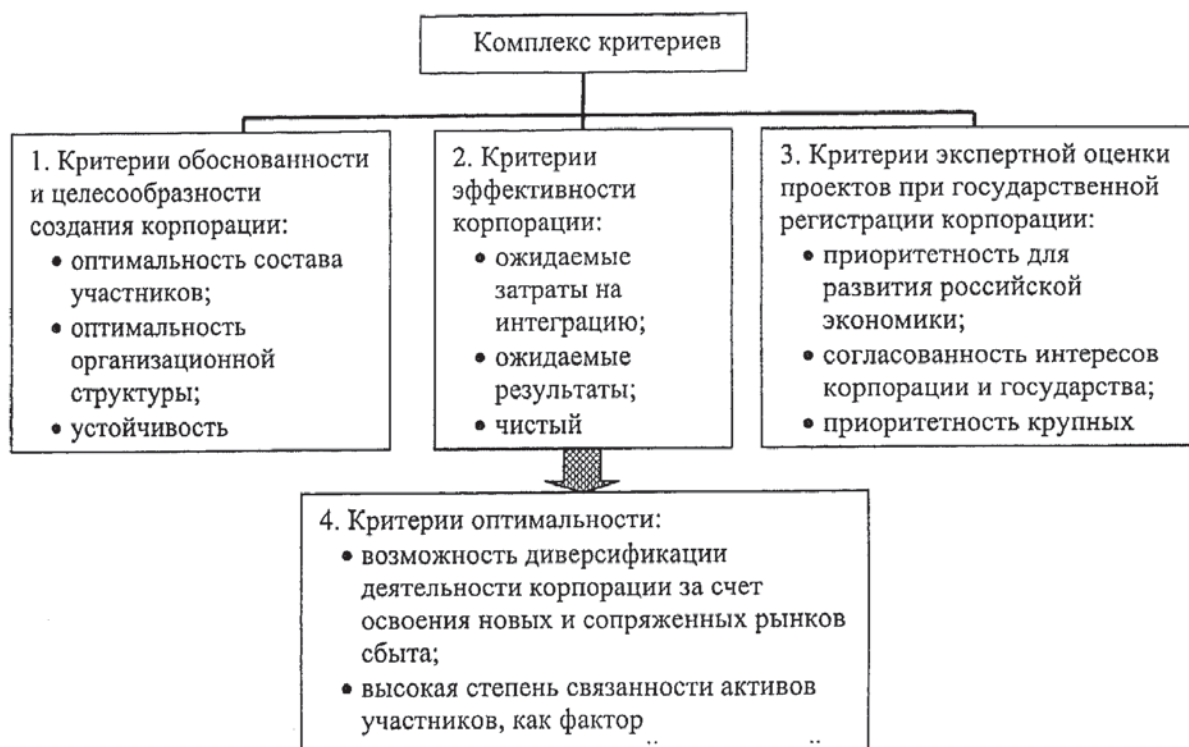 Комплекс критериев
1. Критерии обоснованности
и целесообразности
создания корпорации:
• оптимальность состава
участников;
• оптимальность
организационной
структуры;
• устойчивость
2. Критерии
эффективности
корпорации:
• ожидаемые
затраты на
интеграцию;
• ожидаемые
результаты;
• чистый
3. Критерии экспертной оценки
проектов при государственной
регистрации корпорации:
• приоритетность для
развития российской
экономики;
• согласованность интересов
корпорации и государства;
• приоритетность крупных
4. Критерии оптимальности:
• возможность диверсификации
деятельности корпорации за счет
освоения новых и сопряженных рынков
сбыта;
• высокая степень связанности активов
участников, как фактор